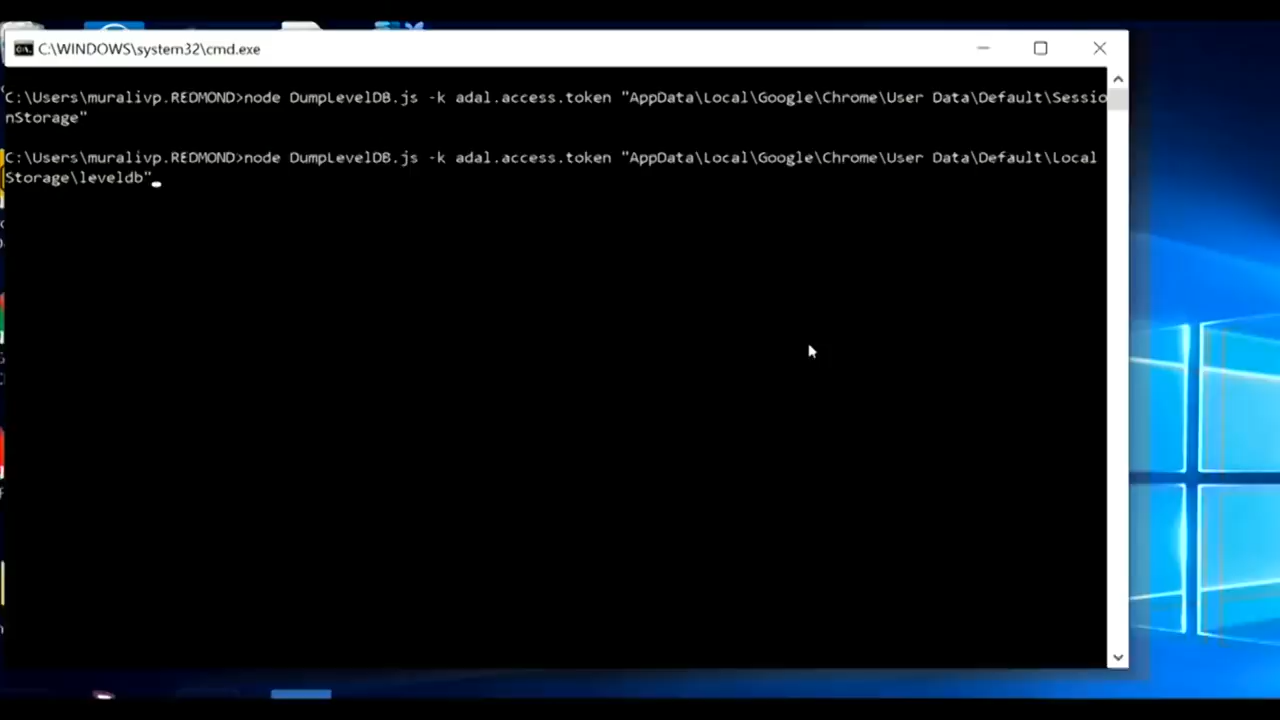 C:\WINDOWS\system32\cmd.exe
C:\Users\muralivp.REDMOND>node DumpLevelDB.js -k adal.access.token "AppData\Local\Google\Chrome\User Data\Default\Sessio
nStorage"
C:\Users\muralivp.REDMOND>node DumpLevelDB.js -k adal.access.token "AppData\Local\Google\Chrome\User Data\Default\Local
Storage\leveldb"